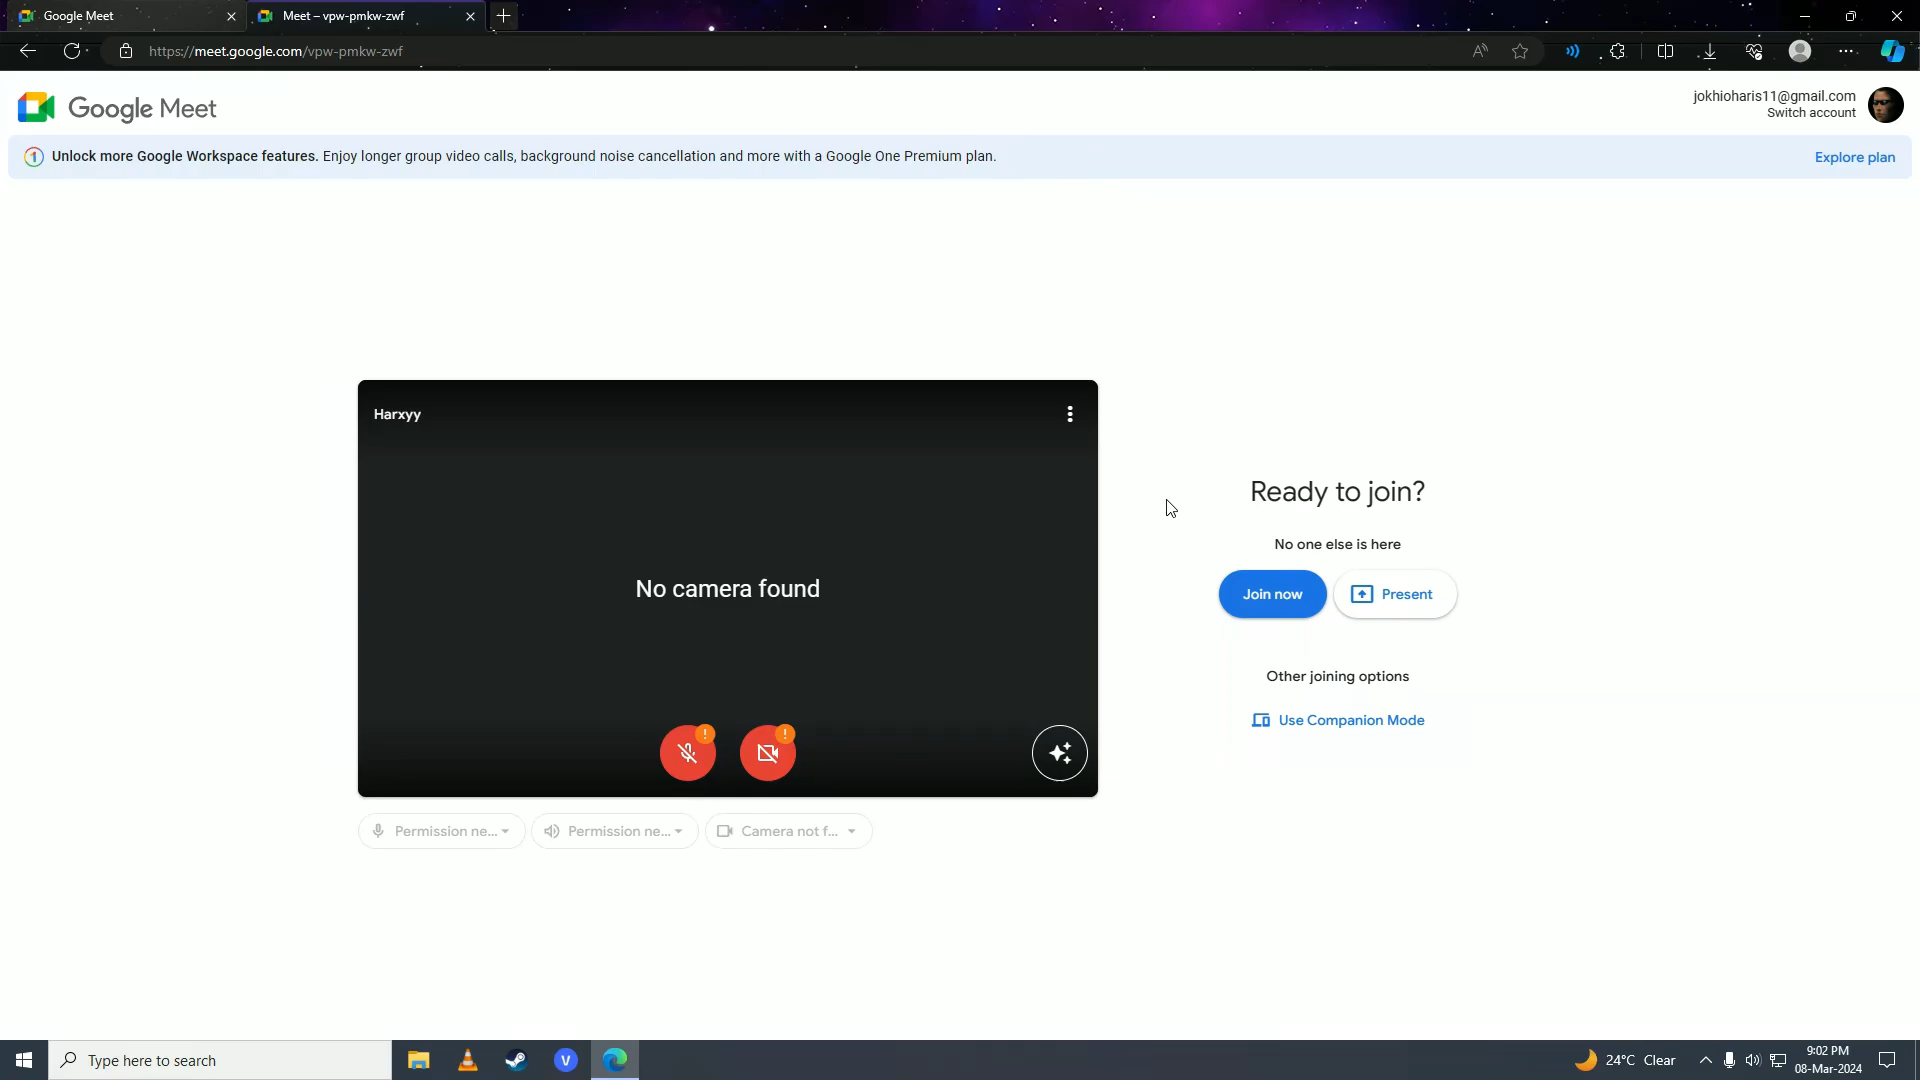 Google Meet
Meet – vpw-pmkw-zwf
https://meet.google.com/vpw-pmkw-zwf
Google Meet
jokhioharis11@gmail.com
Switch account
Unlock more Google Workspace features. Enjoy longer group video calls, background noise cancellation and more with a Google One Premium plan.
Explore plan
Harxyy
No camera found
Ready to join?
No one else is here
Join now
Present
Other joining options
Use Companion Mode
Permission ne...
Permission ne...
Camera not f...
Type here to search
V
24°C Clear
9:02 PM
08-Mar-2024